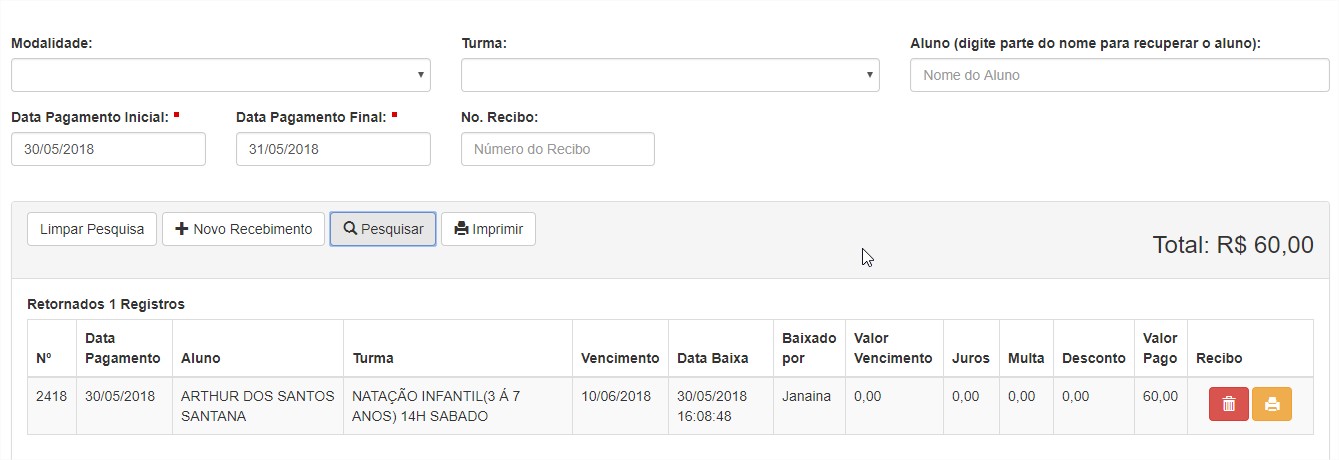 Modalidade: Turma: Aluno (digite parte do nome para recuperar o aluno):
Nome do Aluno
Data Pagamento Inicial: Data Pagamento Final: No. Recibo:
30/05/2018 31/05/2018 Número do Recibo
Limpar Pesquisa Novo Recebimento Pesquisar Imprimir
Total: R$ 60,00
Retornados 1 Registros
Nº Data Pagamento Aluno Turma Vencimento Data Baixa Baixado por Valor Vencimento Juros Multa Desconto Valor Pago Recibo
2418 30/05/2018 ARTHUR DOS SANTOS SANTANA NATAÇÃO INFANTIL(3 Á 7 ANOS) 14H SABADO 10/06/2018 30/05/2018 16:08:48 Janaina 0,00 0,00 0,00 0,00 60,00